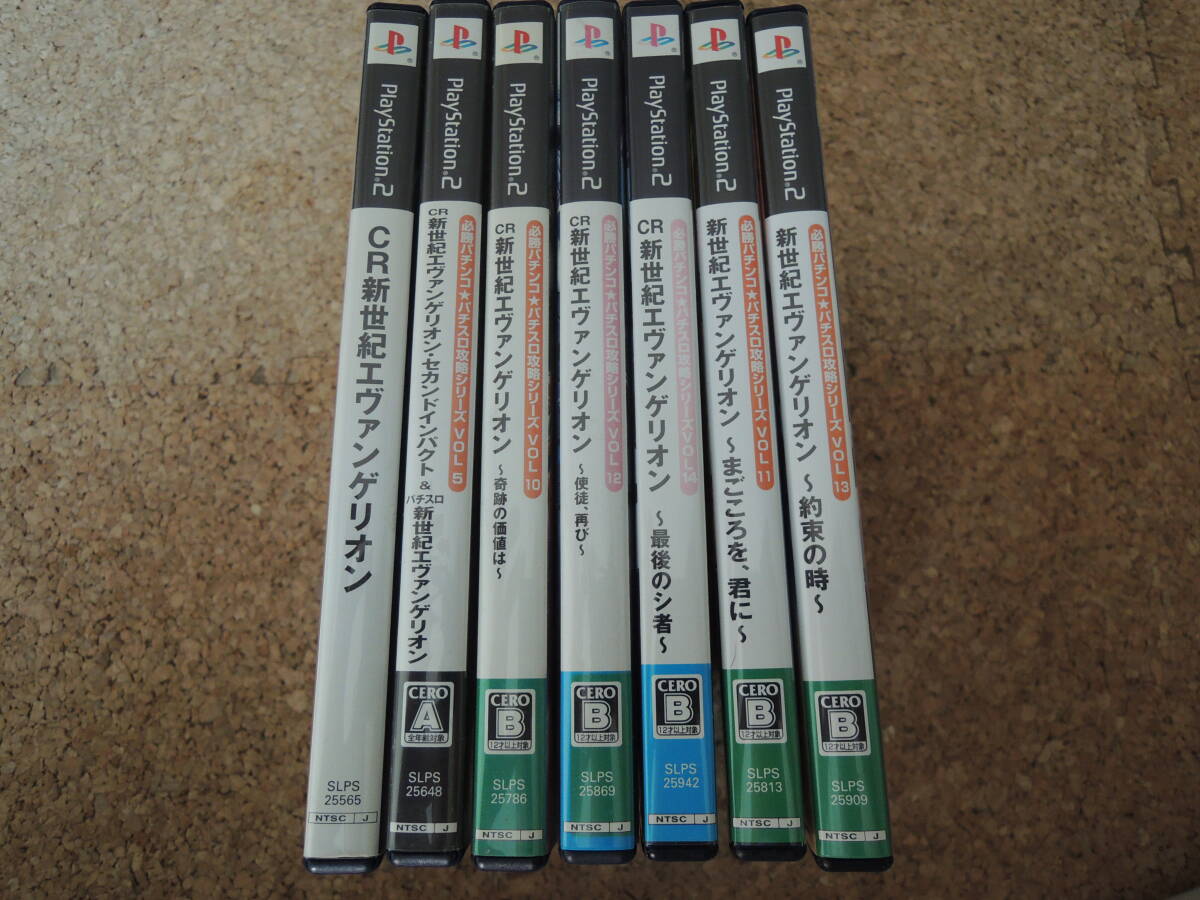 PlayStation®2
CR新世紀エヴァンゲリオン
SLPS
25565
NTSC J
PlayStation®2
必勝パチンコ★パチスロ攻略シリーズ VOL 5
CR新世紀エヴァンゲリオン・セカンドインパクト & パチスロ新世紀エヴァンゲリオン
CERO
A
全年齢対象
SLPS
25648
NTSC J
PlayStation®2
必勝パチンコ★パチスロ攻略シリーズ VOL 10
CR新世紀エヴァンゲリオン ～奇跡の価値は～
CERO
B
12才以上対象
SLPS
25786
NTSC J
PlayStation®2
必勝パチンコ★パチスロ攻略シリーズ VOL 12
CR新世紀エヴァンゲリオン ～使徒、再び～
CERO
B
12才以上対象
SLPS
25869
NTSC J
PlayStation®2
必勝パチンコ★パチスロ攻略シリーズ VOL 14
CR新世紀エヴァンゲリオン ～最後のシ者～
CERO
B
12才以上対象
SLPS
25942
NTSC J
PlayStation®2
必勝パチンコ★パチスロ攻略シリーズ VOL 11
新世紀エヴァンゲリオン ～まごころを、君に～
CERO
B
12才以上対象
SLPS
25813
NTSC J
PlayStation®2
必勝パチンコ★パチスロ攻略シリーズ VOL 13
新世紀エヴァンゲリオン ～約束の時～
CERO
B
12才以上対象
SLPS
25909
NTSC J